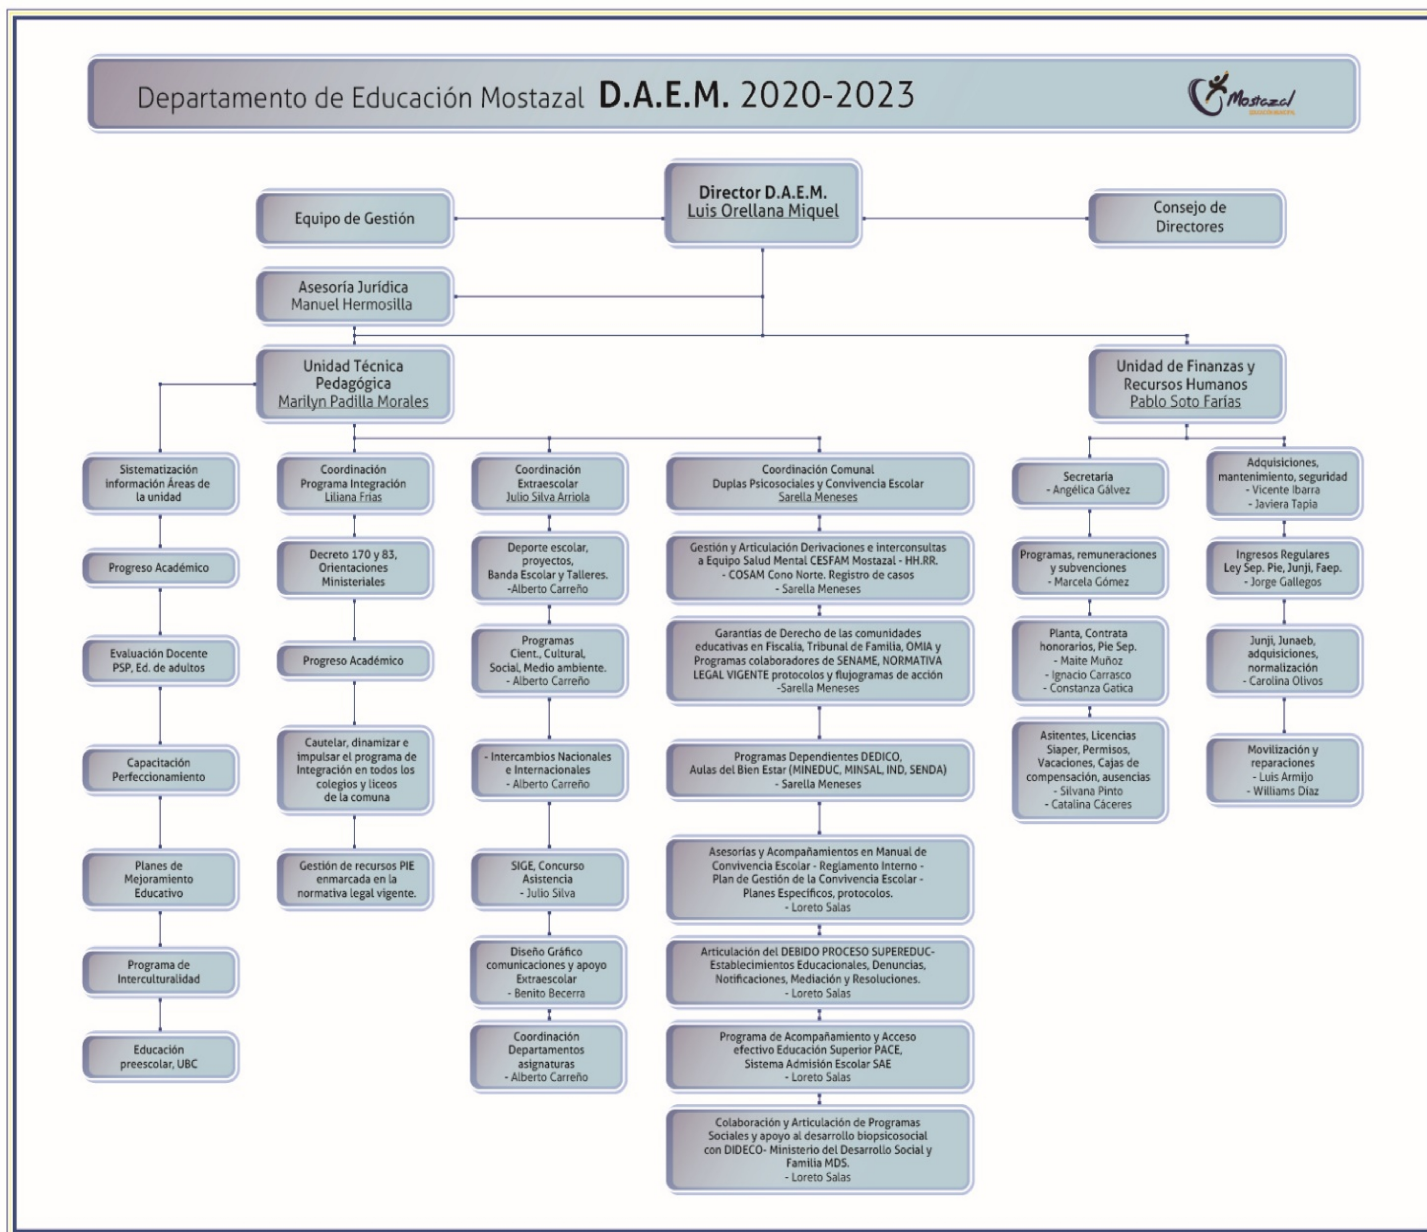 Departamento de Educación Mostazal D.A.E.M. 2020-2023
Mostazal
Director D.A.E.M.
Luis Orellana Miquel
Equipo de Gestión
Consejo de
Directores
Asesoría Jurídica
Manuel Hermosilla
Unidad Técnica
Pedagógica
Marilyn Padilla Morales
Unidad de Finanzas y
Recursos Humanos
Pablo Soto Farías
Sistematización
información Áreas de
la unidad
Progreso Académico
Evaluación Docente
PSP, Ed. de adultos
Capacitación
Perfeccionamiento
Planes de
Mejoramiento
Educativo
Programa de
Interculturalidad
Educación
preescolar, UBC
Coordinación
Programa Integración
Liliana Frias
Decreto 170 y 83,
Orientaciones
Ministeriales
Progreso Académico
Cautelar, dinamizar e
impulsar el programa de
Integración en todos los
colegios y liceos
de la comuna
Gestión de recursos PIE
enmarcada en la
normativa legal vigente.
Coordinación
Extraescolar
Julio Silva Arriola
Deporte escolar,
proyectos,
Banda Escolar y Talleres.
-Alberto Carreño
Programas
Cient., Cultural,
Social, Medio ambiente.
- Alberto Carreño
- Intercambios Nacionales
e Internacionales
- Alberto Carreño
SIGE, Concurso
Asistencia
- Julio Silva
Diseño Gráfico
comunicaciones y apoyo
Extraescolar
- Benito Becerra
Coordinación
Departamentos
asignaturas
- Alberto Carreño
Coordinación Comunal
Duplas Psicosociales y Convivencia Escolar
Sarella Meneses
Gestión y Articulación Derivaciones e interconsultas
a Equipo Salud Mental CESFAM Mostazal - HH.RR.
- COSAM Cono Norte. Registro de casos
- Sarella Meneses
Garantías de Derecho de las comunidades
educativas en Fiscalía, Tribunal de Familia, OMIA y
Programas colaboradores de SENAME, NORMATIVA
LEGAL VIGENTE protocolos y flujogramas de acción
-Sarella Meneses
Programas Dependientes DEDICO,
Aulas del Bien Estar (MINEDUC, MINSAL, IND, SENDA)
- Sarella Meneses
Asesorías y Acompañamientos en Manual de
Convivencia Escolar - Reglamento Interno -
Plan de Gestión de la Convivencia Escolar -
Planes Específicos, protocolos.
- Loreto Salas
Articulación del DEBIDO PROCESO SUPEREDUC-
Establecimientos Educacionales, Denuncias,
Notificaciones, Mediación y Resoluciones.
- Loreto Salas
Programa de Acompañamiento y Acceso
efectivo Educación Superior PACE,
Sistema Admisión Escolar SAE
- Loreto Salas
Colaboración y Articulación de Programas
Sociales y apoyo al desarrollo biopsicosocial
con DIDECO- Ministerio del Desarrollo Social y
Familia MDS.
- Loreto Salas
Secretaría
- Angélica Gálvez
Programas, remuneraciones
y subvenciones
- Marcela Gómez
Planta, Contrata
honorarios, Pie Sep.
- Maite Muñoz
- Ignacio Carrasco
- Constanza Gatica
Asitentes, Licencias
Siaper, Permisos,
Vacaciones, Cajas de
compensación, ausencias
- Silvana Pinto
- Catalina Cáceres
Adquisiciones,
mantenimiento, seguridad
- Vicente Ibarra
- Javiera Tapia
Ingresos Regulares
Ley Sep. Pie, Junji, Faep.
- Jorge Gallegos
Junji, Junaeb,
adquisiciones,
normalización
- Carolina Olivos
Movilización y
reparaciones
- Luis Armijo
- Williams Díaz